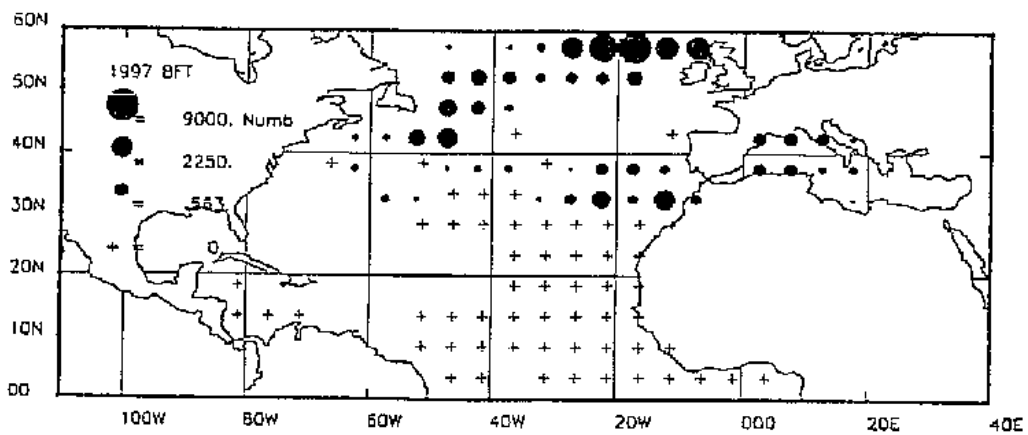 60N
50N
40N
30N
20N
10N
00
1997 BFT
= 9000. Numb
= 2250.
= 563.
+ = 0
100W 80W 60W 40W 20W 000 20E 40E